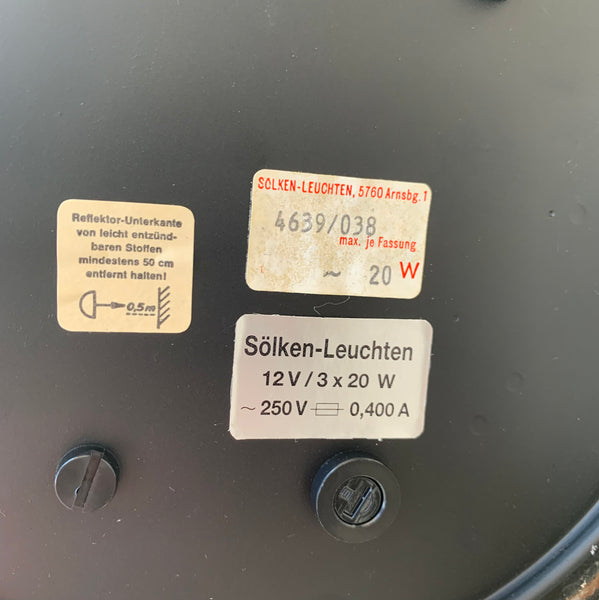 Reflektor-Unterkante
von leicht entzünd-
baren Stoffen
mindestens 50 cm
entfernt halten!
0,5m
SÖLKEN-LEUCHTEN, 5760 Arnsbg. 1
4639/038
max. je Fassung
~ 20 W
Sölken-Leuchten
12 V / 3 x 20 W
~ 250 V 0,400 A